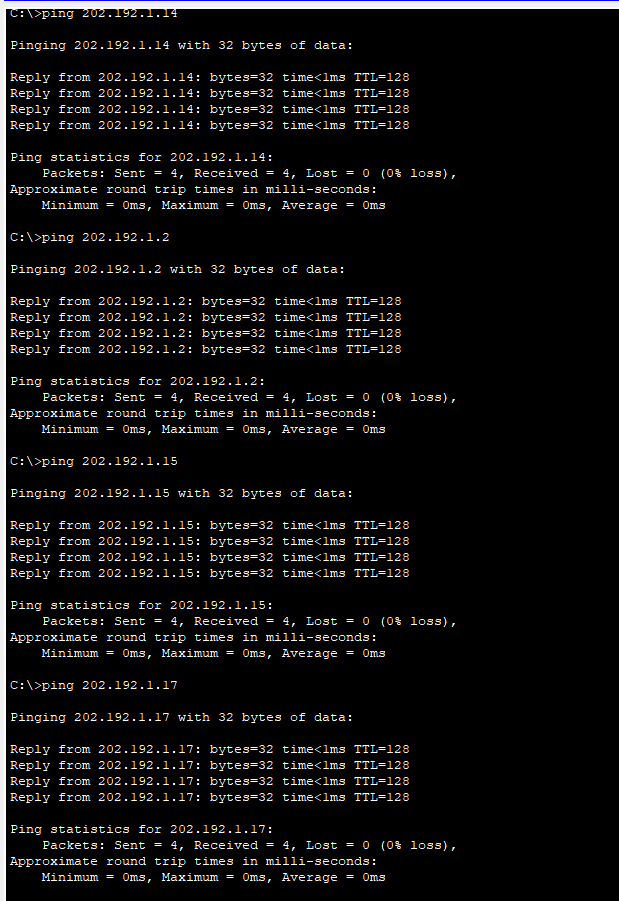 C:\>ping 202.192.1.14
Pinging 202.192.1.14 with 32 bytes of data:
Reply from 202.192.1.14: bytes=32 time<1ms TTL=128
Reply from 202.192.1.14: bytes=32 time<1ms TTL=128
Reply from 202.192.1.14: bytes=32 time<1ms TTL=128
Reply from 202.192.1.14: bytes=32 time<1ms TTL=128
Ping statistics for 202.192.1.14:
    Packets: Sent = 4, Received = 4, Lost = 0 (0% loss),
Approximate round trip times in milli-seconds:
    Minimum = 0ms, Maximum = 0ms, Average = 0ms
C:\>ping 202.192.1.2
Pinging 202.192.1.2 with 32 bytes of data:
Reply from 202.192.1.2: bytes=32 time<1ms TTL=128
Reply from 202.192.1.2: bytes=32 time<1ms TTL=128
Reply from 202.192.1.2: bytes=32 time<1ms TTL=128
Reply from 202.192.1.2: bytes=32 time<1ms TTL=128
Ping statistics for 202.192.1.2:
    Packets: Sent = 4, Received = 4, Lost = 0 (0% loss),
Approximate round trip times in milli-seconds:
    Minimum = 0ms, Maximum = 0ms, Average = 0ms
C:\>ping 202.192.1.15
Pinging 202.192.1.15 with 32 bytes of data:
Reply from 202.192.1.15: bytes=32 time<1ms TTL=128
Reply from 202.192.1.15: bytes=32 time<1ms TTL=128
Reply from 202.192.1.15: bytes=32 time<1ms TTL=128
Reply from 202.192.1.15: bytes=32 time<1ms TTL=128
Ping statistics for 202.192.1.15:
    Packets: Sent = 4, Received = 4, Lost = 0 (0% loss),
Approximate round trip times in milli-seconds:
    Minimum = 0ms, Maximum = 0ms, Average = 0ms
C:\>ping 202.192.1.17
Pinging 202.192.1.17 with 32 bytes of data:
Reply from 202.192.1.17: bytes=32 time<1ms TTL=128
Reply from 202.192.1.17: bytes=32 time<1ms TTL=128
Reply from 202.192.1.17: bytes=32 time<1ms TTL=128
Reply from 202.192.1.17: bytes=32 time<1ms TTL=128
Ping statistics for 202.192.1.17:
    Packets: Sent = 4, Received = 4, Lost = 0 (0% loss),
Approximate round trip times in milli-seconds:
    Minimum = 0ms, Maximum = 0ms, Average = 0ms